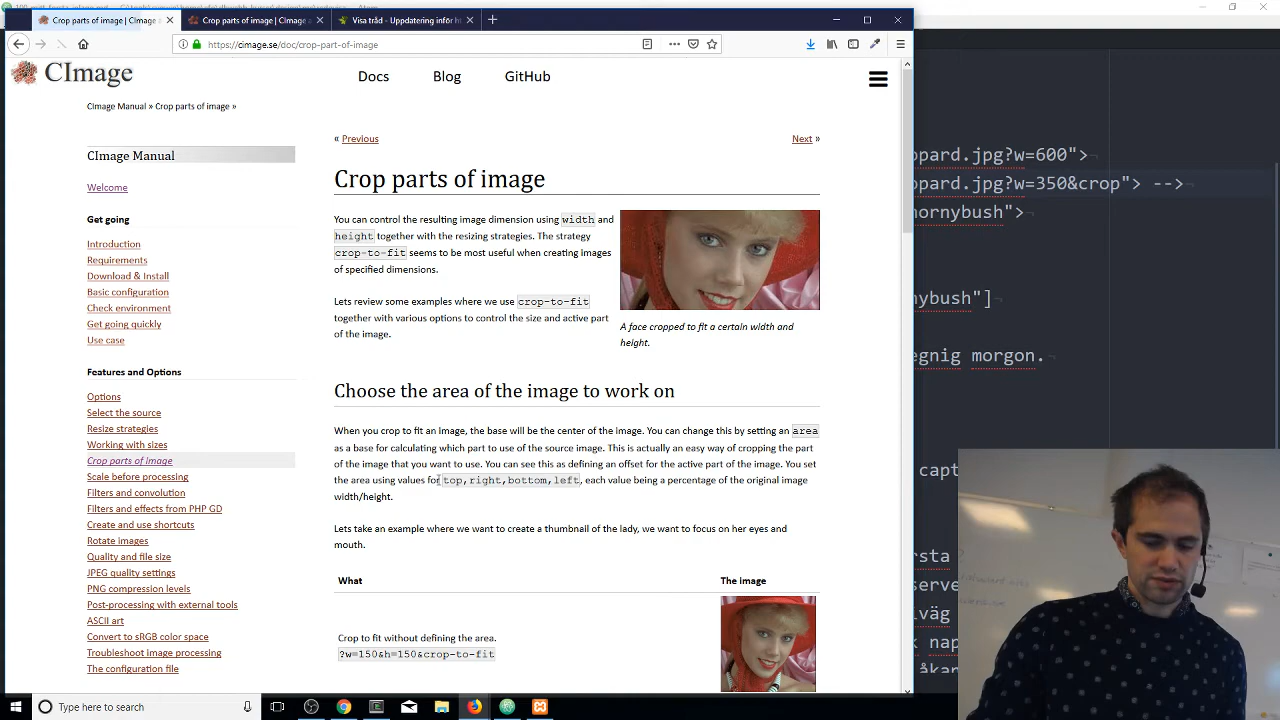 Crop parts of image | CImage a
Crop parts of image | CImage a
Visa tråd - Uppdatering inför h
https://cimage.se/doc/crop-part-of-image
CImage
Docs
Blog
GitHub
CImage Manual » Crop parts of image »
« Previous
Next »
CImage Manual
Welcome
Get going
Introduction
Requirements
Download & Install
Basic configuration
Check environment
Get going quickly
Use case
Features and Options
Options
Select the source
Resize strategies
Working with sizes
Crop parts of image
Scale before processing
Filters and convolution
Filters and effects from PHP GD
Create and use shortcuts
Rotate images
Quality and file size
JPEG quality settings
PNG compression levels
Post-processing with external tools
ASCII art
Convert to sRGB color space
Troubleshoot image processing
The configuration file
Crop parts of image
You can control the resulting image dimension using width and
height together with the resizing strategies. The strategy
crop-to-fit seems to be most useful when creating images
of specified dimensions.
Lets review some examples where we use crop-to-fit
together with various options to control the size and active part
of the image.
A face cropped to fit a certain width and
height.
Choose the area of the image to work on
When you crop to fit an image, the base will be the center of the image. You can change this by setting an area
as a base for calculating which part to use of the source image. This is actually an easy way of cropping the part
of the image that you want to use. You can see this as defining an offset for the active part of the image. You set
the area using values for top,right,bottom,left, each value being a percentage of the original image
width/height.
Lets take an example where we want to create a thumbnail of the lady, we want to focus on her eyes and
mouth.
What
The image
Crop to fit without defining the area.
?w=150&h=150&crop-to-fit
opard.jpg?w=600">
opard.jpg?w=350&crop"> -->
hornybush">
nybush"]
egnig morgon.
capt
rsta
serve
iväg
k nap
åkar
Type here to search